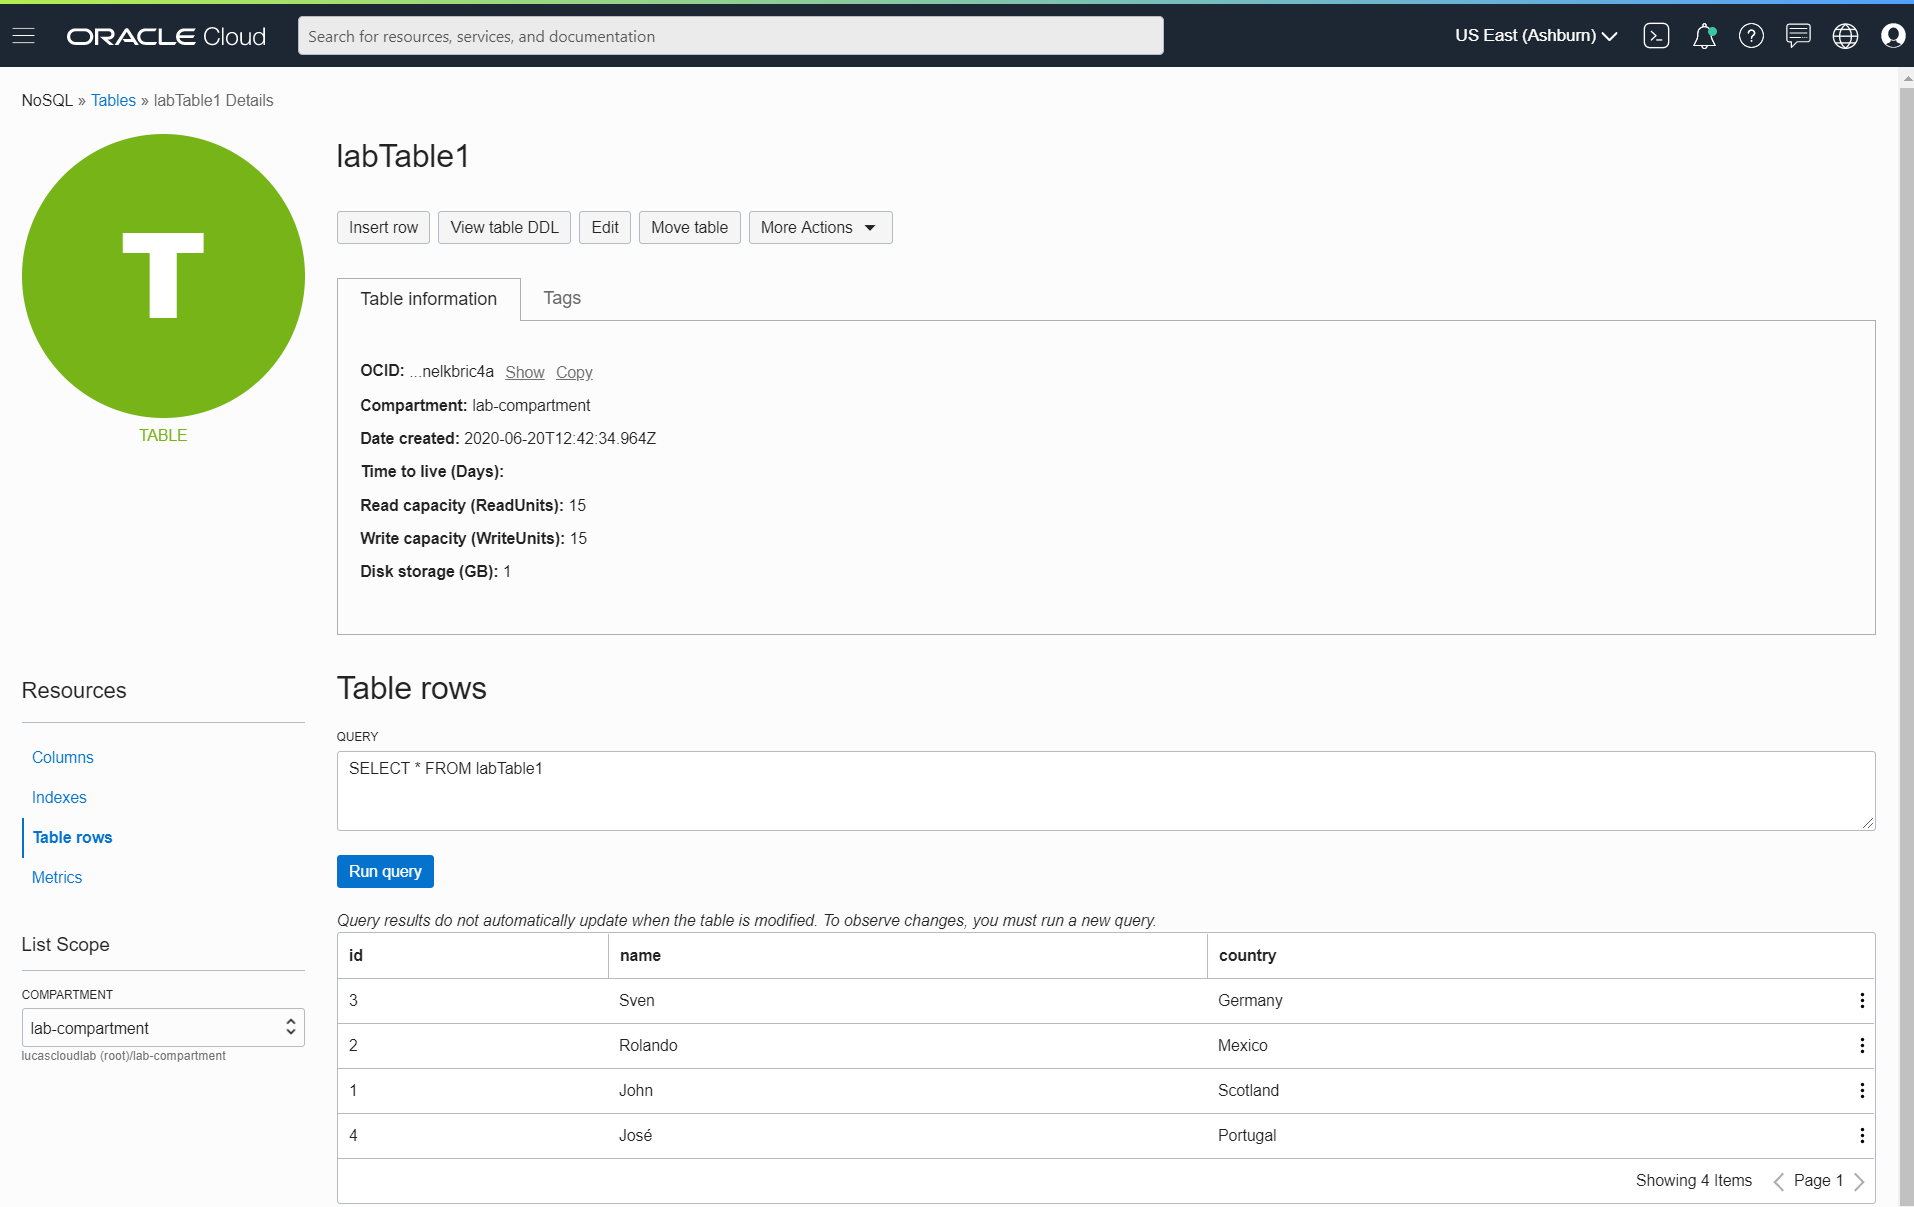 ORACLE Cloud
Search for resources, services, and documentation
US East (Ashburn)
NoSQL » Tables » labTable1 Details
T
TABLE
labTable1
Insert row
View table DDL
Edit
Move table
More Actions
Table information
Tags
OCID: ...nelkbric4a Show Copy
Compartment: lab-compartment
Date created: 2020-06-20T12:42:34.964Z
Time to live (Days):
Read capacity (ReadUnits): 15
Write capacity (WriteUnits): 15
Disk storage (GB): 1
Resources
Columns
Indexes
Table rows
Metrics
List Scope
COMPARTMENT
lab-compartment
lucascloudlab (root)/lab-compartment
Table rows
QUERY
SELECT * FROM labTable1
Run query
Query results do not automatically update when the table is modified. To observe changes, you must run a new query.
id name country
3 Sven Germany
2 Rolando Mexico
1 John Scotland
4 José Portugal
Showing 4 Items Page 1